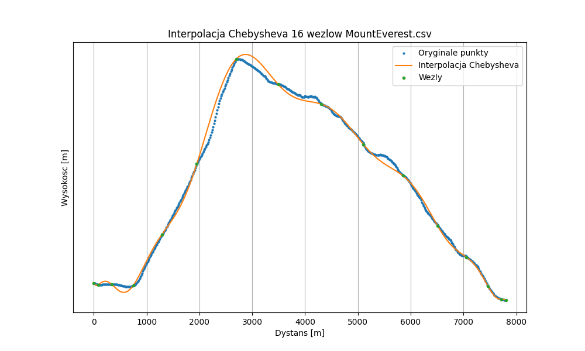 Interpolacja Chebysheva 16 wezlow MountEverest.csv
Oryginalne punkty
Interpolacja Chebysheva
Wezly
Wysokosc [m]
0 1000 2000 3000 4000 5000 6000 7000 8000
Dystans [m]